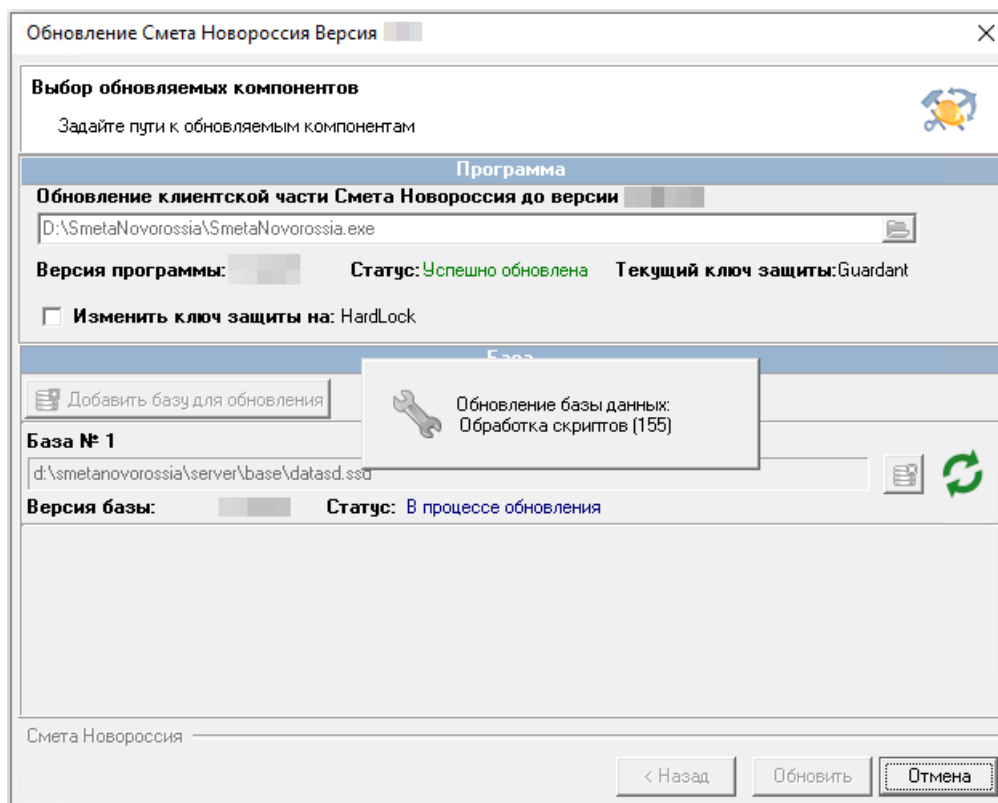 Обновление Смета Новороссия Версия
Выбор обновляемых компонентов
Задайте пути к обновляемым компонентам
Программа
Обновление клиентской части Смета Новороссия до версии
D:\SmetaNovorossia\SmetaNovorossia.exe
Версия программы: Статус: Успешно обновлена Текущий ключ защиты:Guardant
Изменить ключ защиты на: HardLock
База
Добавить базу для обновления
Обновление базы данных:
Обработка скриптов (155)
База № 1
d:\smetanovorossia\server\base\datasd.ssd
Версия базы: Статус: В процессе обновления
Смета Новороссия
< Назад Обновить Отмена